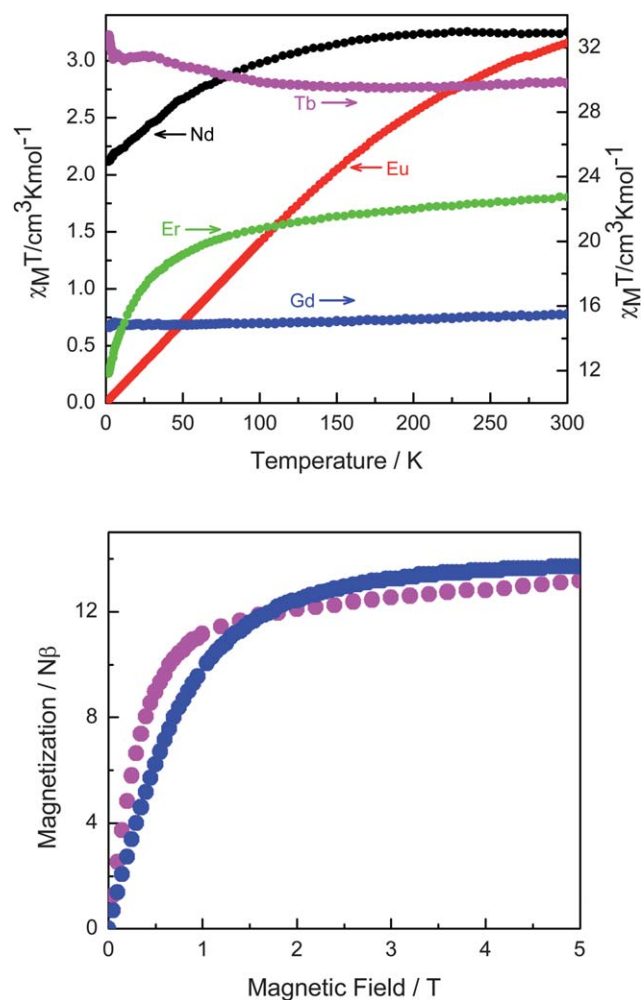 3.0
2.5
2.0
1.5
1.0
0.5
0.0
χMT/cm³Kmol⁻¹
Tb
Nd
Eu
Er
Gd
32
28
24
20
16
12
χMT/cm³Kmol⁻¹
0 50 100 150 200 250 300
Temperature / K
12
8
4
0
Magnetization / Nβ
0 1 2 3 4 5
Magnetic Field / T